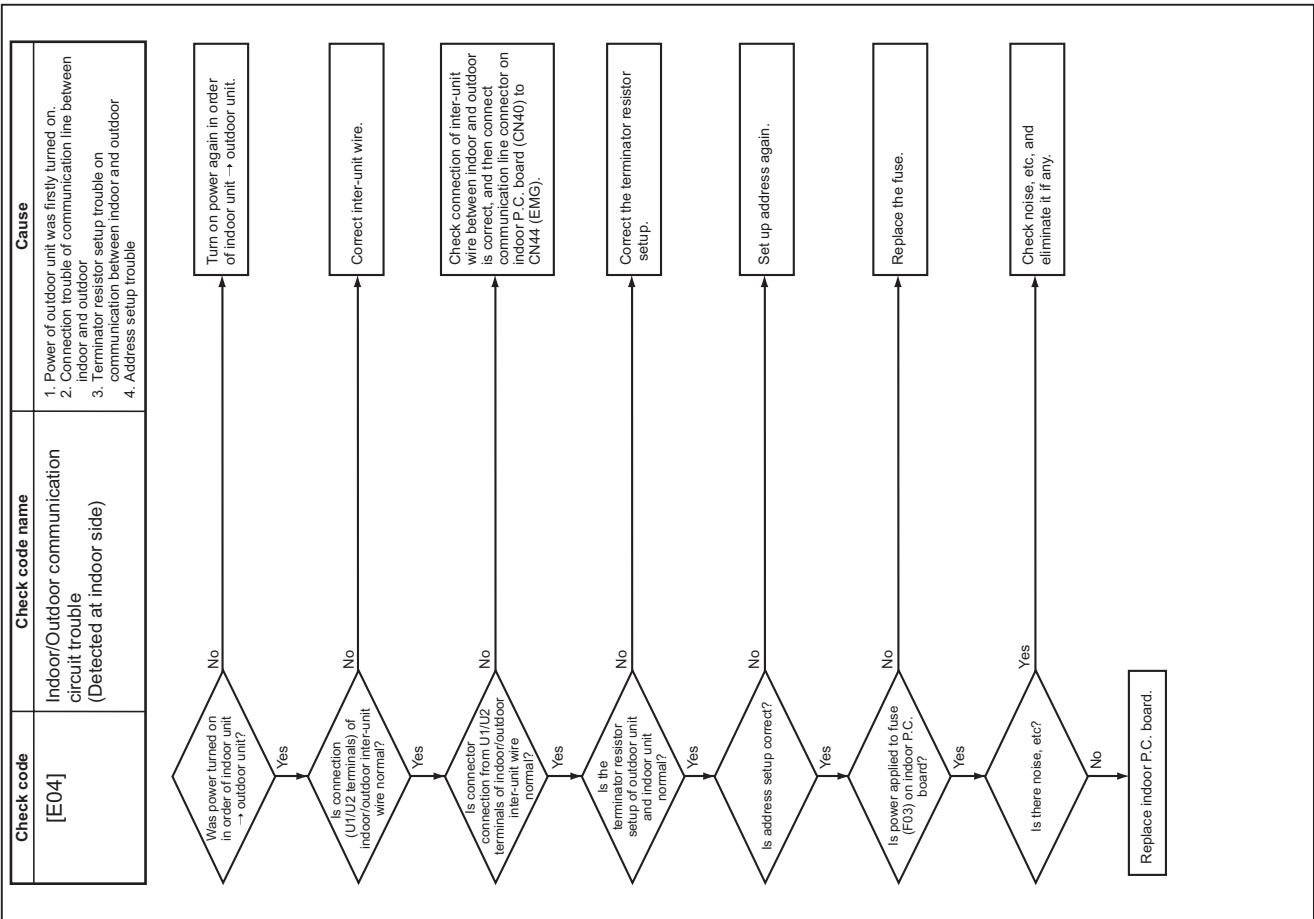 Check code
Check code name
Cause
[E04]
Indoor/Outdoor communication
circuit trouble
(Detected at indoor side)
1. Power of outdoor unit was firstly turned on.
2. Connection trouble of communication line between
indoor and outdoor
3. Terminator resistor setup trouble on
communication between indoor and outdoor
4. Address setup trouble
Was power turned on
in order of indoor unit
→ outdoor unit?
No
Turn on power again in order
of indoor unit → outdoor unit.
Yes
Is connection
(U1/U2 terminals) of
indoor/outdoor inter-unit
wire normal?
No
Correct inter-unit wire.
Yes
Is connector
connection from U1/U2
terminals of indoor/outdoor
inter-unit wire
normal?
No
Check connection of inter-unit
wire between indoor and outdoor
is correct, and then connect
communication line connector on
indoor P.C. board (CN40) to
CN44 (EMG).
Yes
Is the
terminator resistor
setup of outdoor unit
and indoor unit
normal?
No
Correct the terminator resistor
setup.
Yes
Is address setup correct?
No
Set up address again.
Yes
Is power applied to fuse
(F03) on indoor P.C.
board?
No
Replace the fuse.
Yes
Is there noise, etc?
Yes
Check noise, etc, and
eliminate it if any.
No
Replace indoor P.C. board.